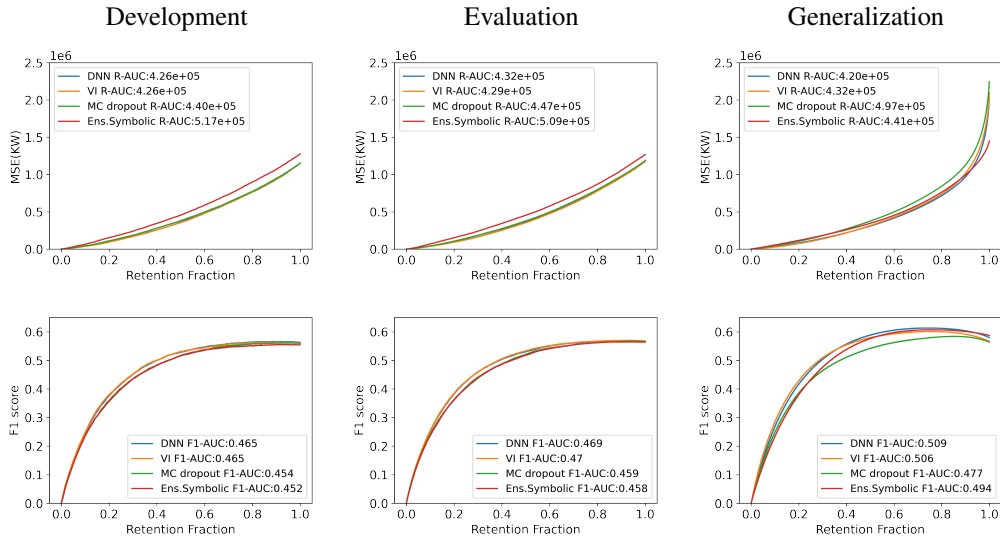 Development
Evaluation
Generalization
1e6
2.5
2.0
1.5
1.0
0.5
0.0
MSE(KW)
DNN R-AUC:4.26e+05
VI R-AUC:4.26e+05
MC dropout R-AUC:4.40e+05
Ens.Symbolic R-AUC:5.17e+05
0.0 0.2 0.4 0.6 0.8 1.0
Retention Fraction
1e6
2.5
2.0
1.5
1.0
0.5
0.0
MSE(KW)
DNN R-AUC:4.32e+05
VI R-AUC:4.29e+05
MC dropout R-AUC:4.47e+05
Ens.Symbolic R-AUC:5.09e+05
0.0 0.2 0.4 0.6 0.8 1.0
Retention Fraction
1e6
2.5
2.0
1.5
1.0
0.5
0.0
MSE(KW)
DNN R-AUC:4.20e+05
VI R-AUC:4.32e+05
MC dropout R-AUC:4.97e+05
Ens.Symbolic R-AUC:4.41e+05
0.0 0.2 0.4 0.6 0.8 1.0
Retention Fraction
0.6
0.5
0.4
0.3
0.2
0.1
0.0
F1 score
DNN F1-AUC:0.465
VI F1-AUC:0.465
MC dropout F1-AUC:0.454
Ens.Symbolic F1-AUC:0.452
0.0 0.2 0.4 0.6 0.8 1.0
Retention Fraction
0.6
0.5
0.4
0.3
0.2
0.1
0.0
F1 score
DNN F1-AUC:0.469
VI F1-AUC:0.47
MC dropout F1-AUC:0.459
Ens.Symbolic F1-AUC:0.458
0.0 0.2 0.4 0.6 0.8 1.0
Retention Fraction
0.6
0.5
0.4
0.3
0.2
0.1
0.0
F1 score
DNN F1-AUC:0.509
VI F1-AUC:0.506
MC dropout F1-AUC:0.477
Ens.Symbolic F1-AUC:0.494
0.0 0.2 0.4 0.6 0.8 1.0
Retention Fraction